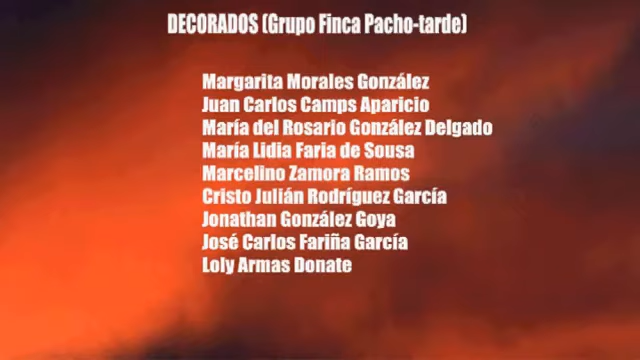 DECORADOS (Grupo Finca Pacho-tarde)
Margarita Morales González
Juan Carlos Camps Aparicio
María del Rosario González Delgado
María Lidia Faria de Sousa
Marcelino Zamora Ramos
Cristo Julián Rodríguez García
Jonathan González Goya
José Carlos Fariña García
Loly Armas Donate